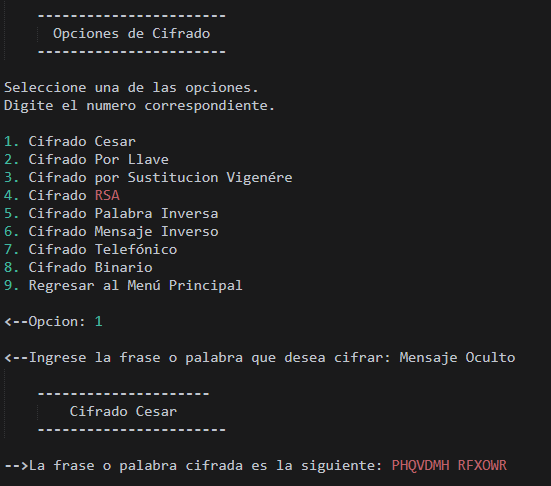 -----------------------
Opciones de Cifrado
-----------------------
Seleccione una de las opciones.
Digite el numero correspondiente.
1. Cifrado Cesar
2. Cifrado Por Llave
3. Cifrado por Sustitucion Vigenére
4. Cifrado RSA
5. Cifrado Palabra Inversa
6. Cifrado Mensaje Inverso
7. Cifrado Telefónico
8. Cifrado Binario
9. Regresar al Menú Principal
<--Opcion: 1
<--Ingrese la frase o palabra que desea cifrar: Mensaje Oculto
---------------------
Cifrado Cesar
-----------------------
-->La frase o palabra cifrada es la siguiente: PHQVDMH RFXOWR